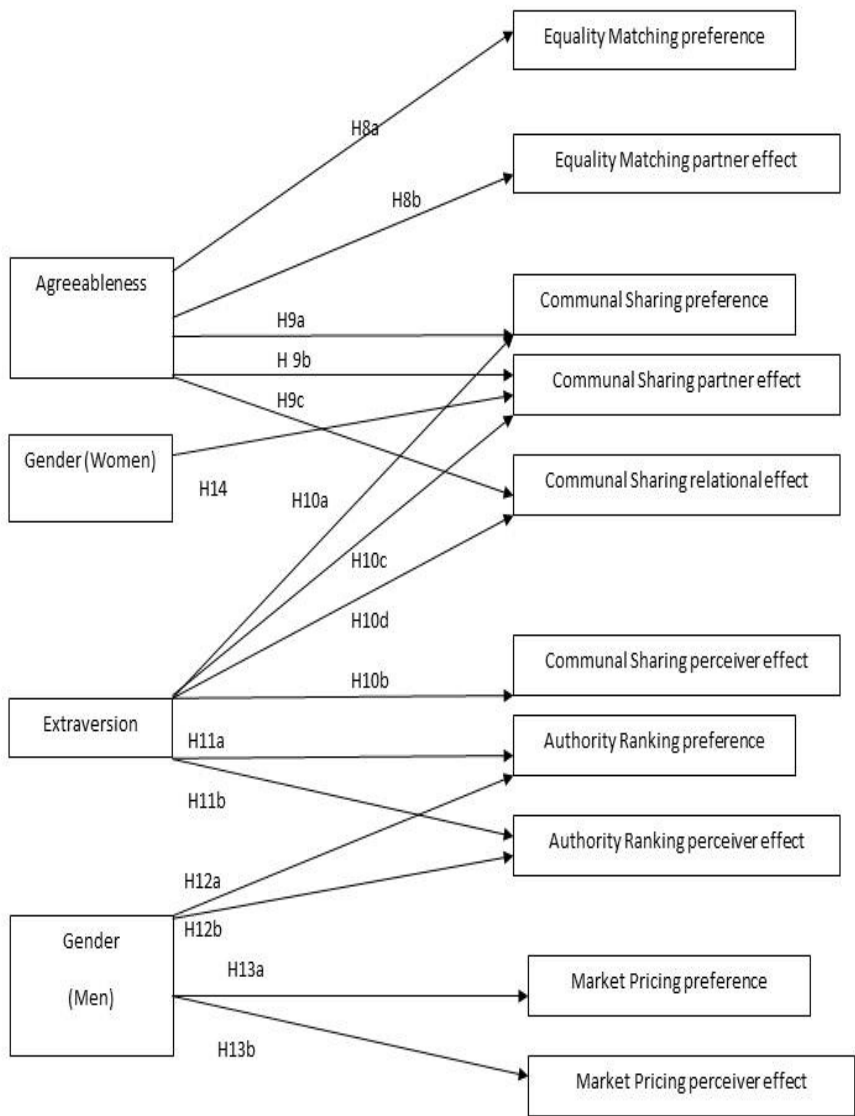 Equality Matching preference
H8a
Equality Matching partner effect
H8b
Agreeableness
Communal Sharing preference
H9a
H 9b
Communal Sharing partner effect
H9c
Gender (Women)
Communal Sharing relational effect
H14
H10a
H10c
H10d
Communal Sharing perceiver effect
H10b
Extraversion
H11a
Authority Ranking preference
H11b
Authority Ranking perceiver effect
H12a
H12b
Gender
(Men)
H13a
Market Pricing preference
H13b
Market Pricing perceiver effect